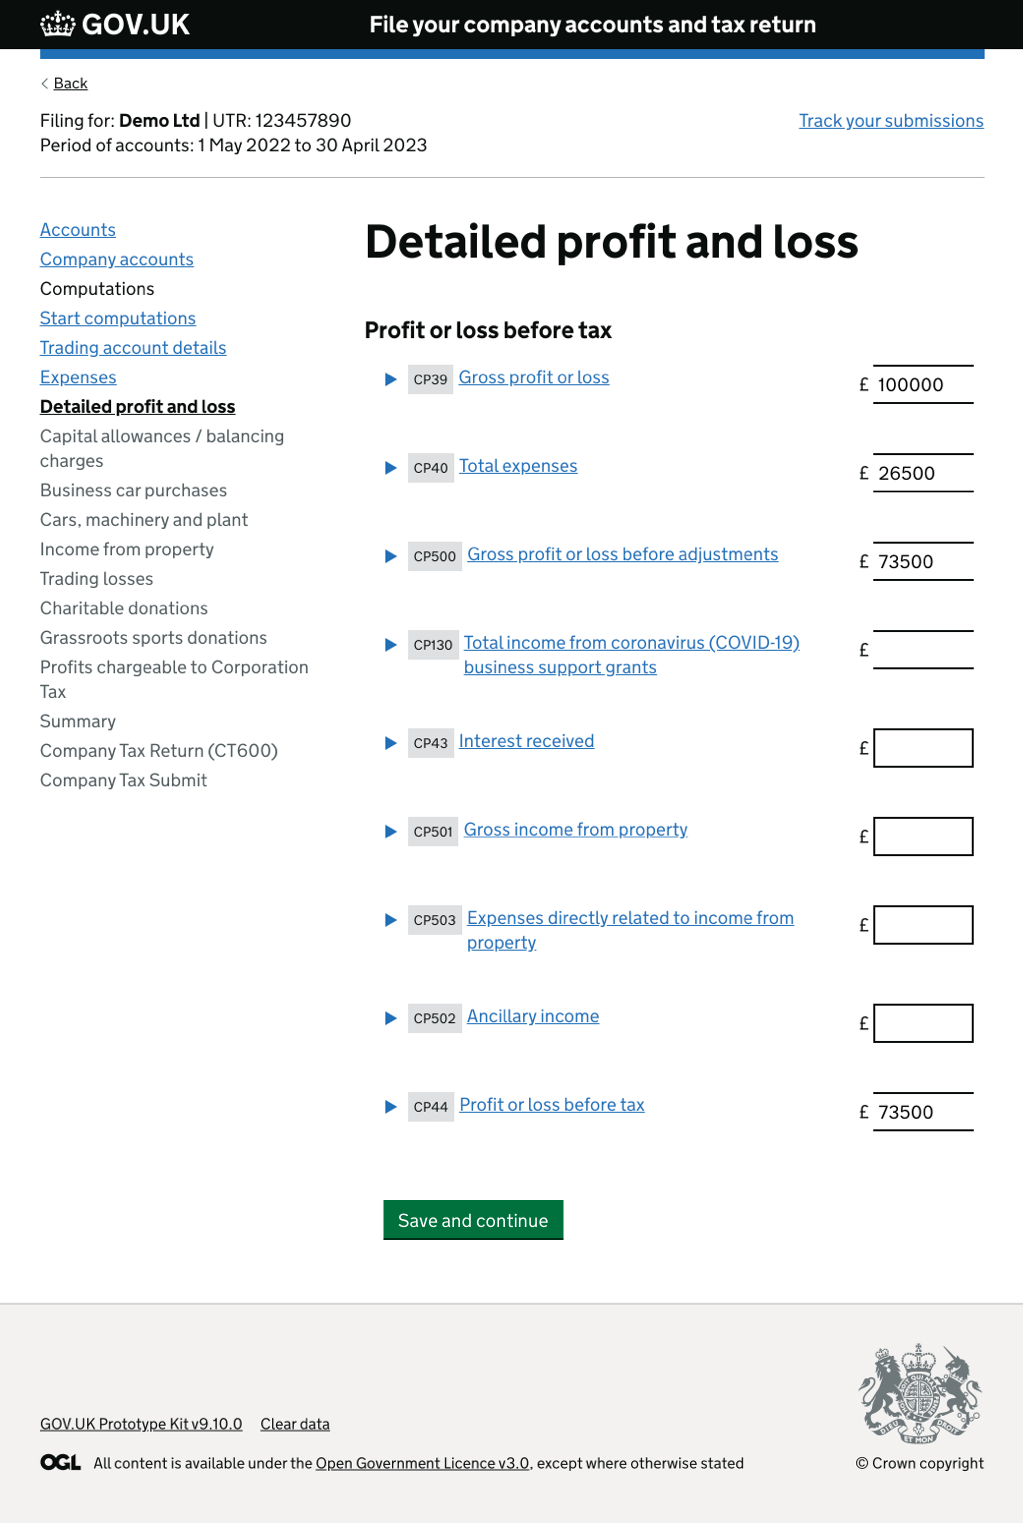 GOV.UK
File your company accounts and tax return
Back
Filing for: Demo Ltd | UTR: 123457890
Track your submissions
Period of accounts: 1 May 2022 to 30 April 2023
Accounts
Company accounts
Computations
Start computations
Trading account details
Expenses
Detailed profit and loss
Capital allowances / balancing
charges
Business car purchases
Cars, machinery and plant
Income from property
Trading losses
Charitable donations
Grassroots sports donations
Profits chargeable to Corporation
Tax
Summary
Company Tax Return (CT600)
Company Tax Submit
Detailed profit and loss
Profit or loss before tax
CP39 Gross profit or loss £ 100000
CP40 Total expenses £ 26500
CP500 Gross profit or loss before adjustments £ 73500
CP130 Total income from coronavirus (COVID-19) £
business support grants
CP43 Interest received £
CP501 Gross income from property £
CP503 Expenses directly related to income from £
property
CP502 Ancillary income £
CP44 Profit or loss before tax £ 73500
Save and continue
GOV.UK Prototype Kit v9.10.0 Clear data
OGL All content is available under the Open Government Licence v3.0, except where otherwise stated
© Crown copyright